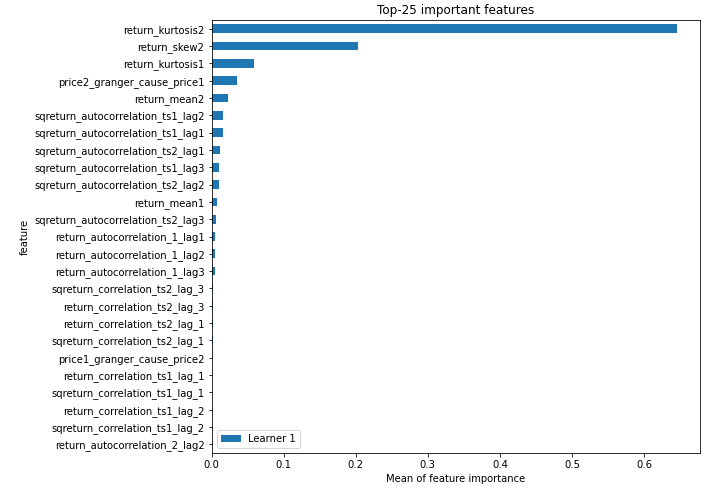 Top-25 important features
return_kurtosis2
return_skew2
return_kurtosis1
price2_granger_cause_price1
return_mean2
sqreturn_autocorrelation_ts1_lag2
sqreturn_autocorrelation_ts1_lag1
sqreturn_autocorrelation_ts2_lag1
sqreturn_autocorrelation_ts1_lag3
sqreturn_autocorrelation_ts2_lag2
return_mean1
sqreturn_autocorrelation_ts2_lag3
return_autocorrelation_1_lag1
return_autocorrelation_1_lag2
return_autocorrelation_1_lag3
sqreturn_correlation_ts2_lag_3
return_correlation_ts2_lag_3
return_correlation_ts2_lag_1
sqreturn_correlation_ts2_lag_1
price1_granger_cause_price2
return_correlation_ts1_lag_1
sqreturn_correlation_ts1_lag_1
return_correlation_ts1_lag_2
sqreturn_correlation_ts1_lag_2
return_autocorrelation_2_lag2
feature
Learner 1
0.0 0.1 0.2 0.3 0.4 0.5 0.6
Mean of feature importance